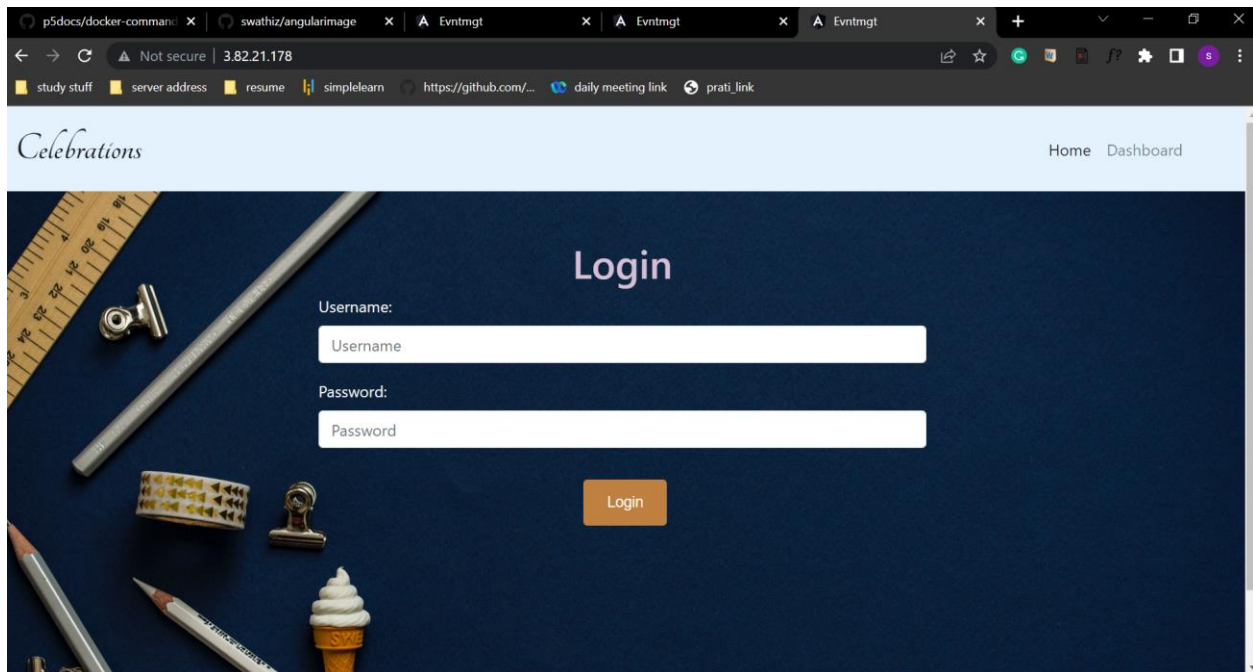 p5docs/docker-command
swathiz/angularimage
Evntmgt
Evntmgt
Evntmgt
Not secure | 3.82.21.178
study stuff server address resume simplelearn https://github.com/... daily meeting link prati_link
Celebrations
Home Dashboard
Login
Username:
Username
Password:
Password
Login
SWE